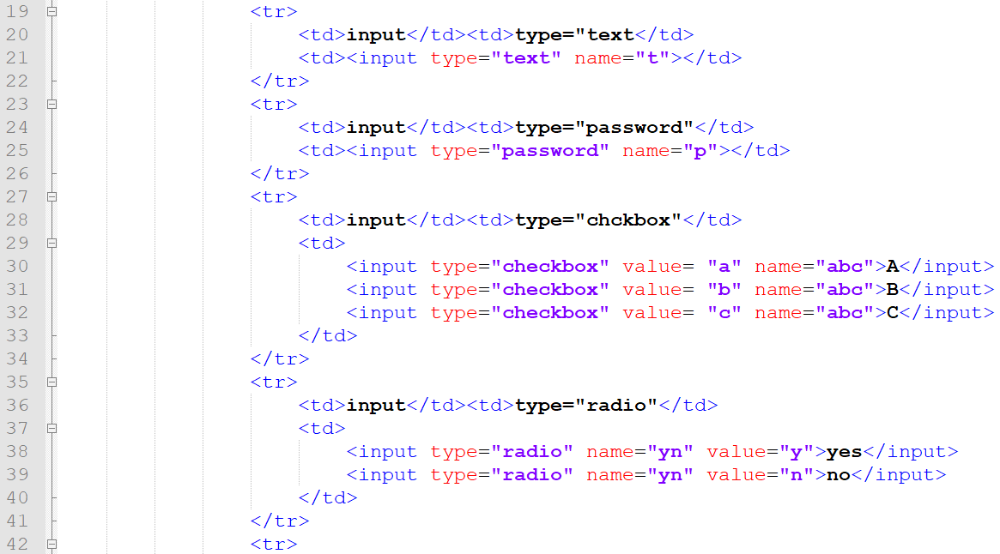 19 <tr>
20 <td>input</td><td>type="text</td>
21 <td><input type="text" name="t"></td>
22 </tr>
23 <tr>
24 <td>input</td><td>type="password"</td>
25 <td><input type="password" name="p"></td>
26 </tr>
27 <tr>
28 <td>input</td><td>type="chckbox"</td>
29 <td>
30 <input type="checkbox" value= "a" name="abc">A</input>
31 <input type="checkbox" value= "b" name="abc">B</input>
32 <input type="checkbox" value= "c" name="abc">C</input>
33 </td>
34 </tr>
35 <tr>
36 <td>input</td><td>type="radio"</td>
37 <td>
38 <input type="radio" name="yn" value="y">yes</input>
39 <input type="radio" name="yn" value="n">no</input>
40 </td>
41 </tr>
42 <tr>